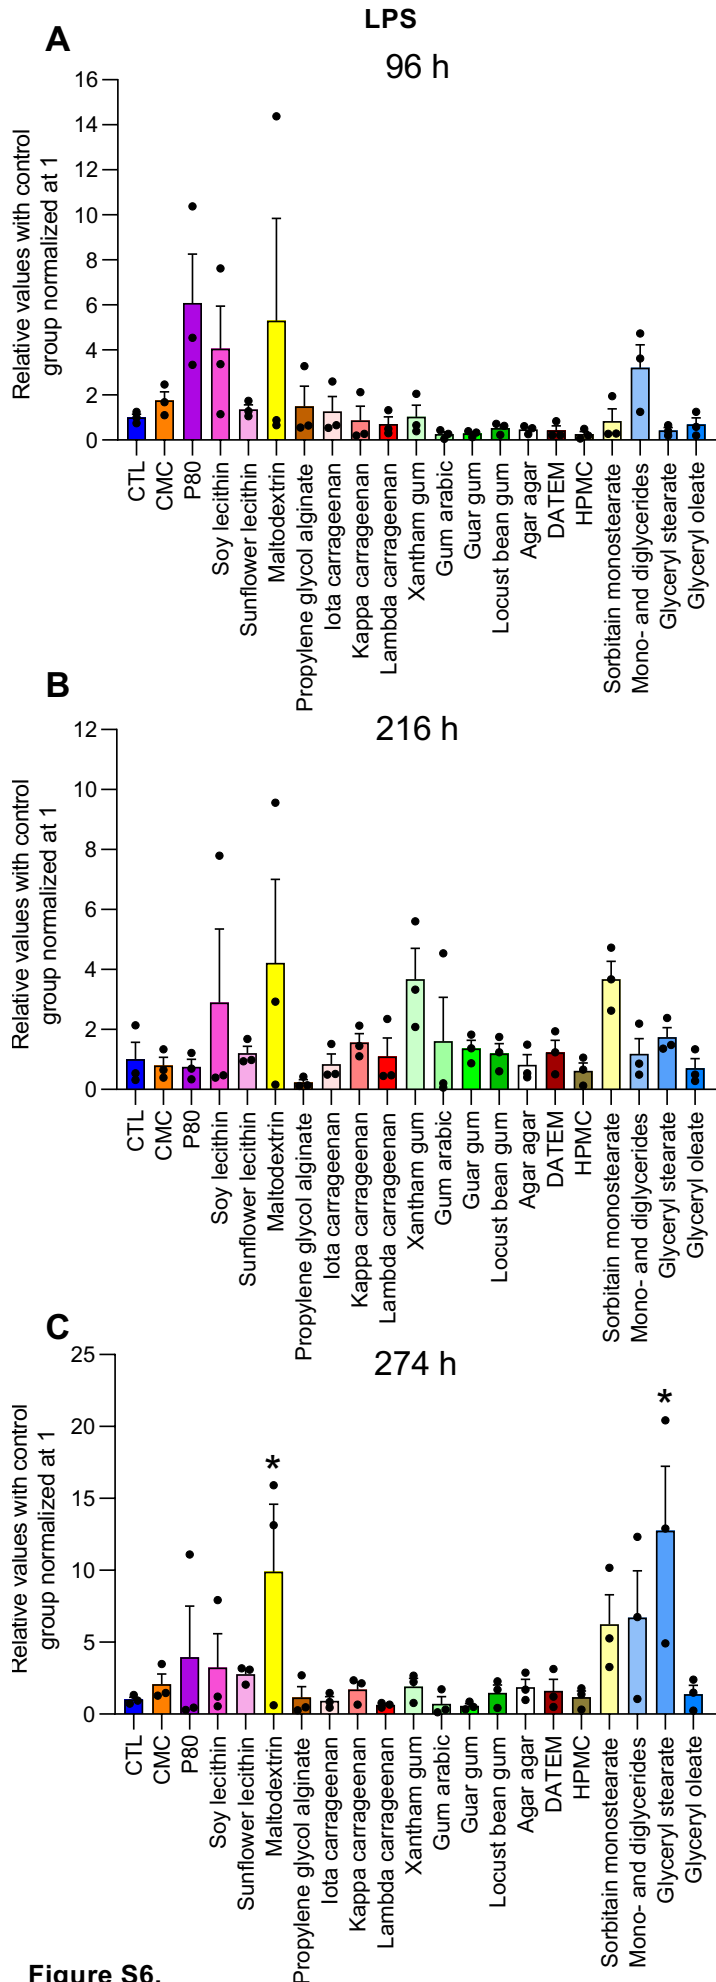 LPS
A
96 h
Relative values with control
group normalized at 1
16
14
12
10
8
6
4
2
0
CTL
CMC
P80
Soy lecithin
Sunflower lecithin
Maltodextrin
Propylene glycol alginate
Iota carrageenan
Kappa carrageenan
Lambda carrageenan
Xantham gum
Gum arabic
Guar gum
Locust bean gum
Agar agar
DATEM
HPMC
Sorbitain monostearate
Mono- and diglycerides
Glyceryl stearate
Glyceryl oleate
B
216 h
Relative values with control
group normalized at 1
12
10
8
6
4
2
0
CTL
CMC
P80
Soy lecithin
Sunflower lecithin
Maltodextrin
Propylene glycol alginate
Iota carrageenan
Kappa carrageenan
Lambda carrageenan
Xantham gum
Gum arabic
Guar gum
Locust bean gum
Agar agar
DATEM
HPMC
Sorbitain monostearate
Mono- and diglycerides
Glyceryl stearate
Glyceryl oleate
C
274 h
Relative values with control
group normalized at 1
25
20
15
10
5
0
*
*
CTL
CMC
P80
Soy lecithin
Sunflower lecithin
Maltodextrin
Propylene glycol alginate
Iota carrageenan
Kappa carrageenan
Lambda carrageenan
Xantham gum
Gum arabic
Guar gum
Locust bean gum
Agar agar
DATEM
HPMC
Sorbitain monostearate
Mono- and diglycerides
Glyceryl stearate
Glyceryl oleate
Figure S6.